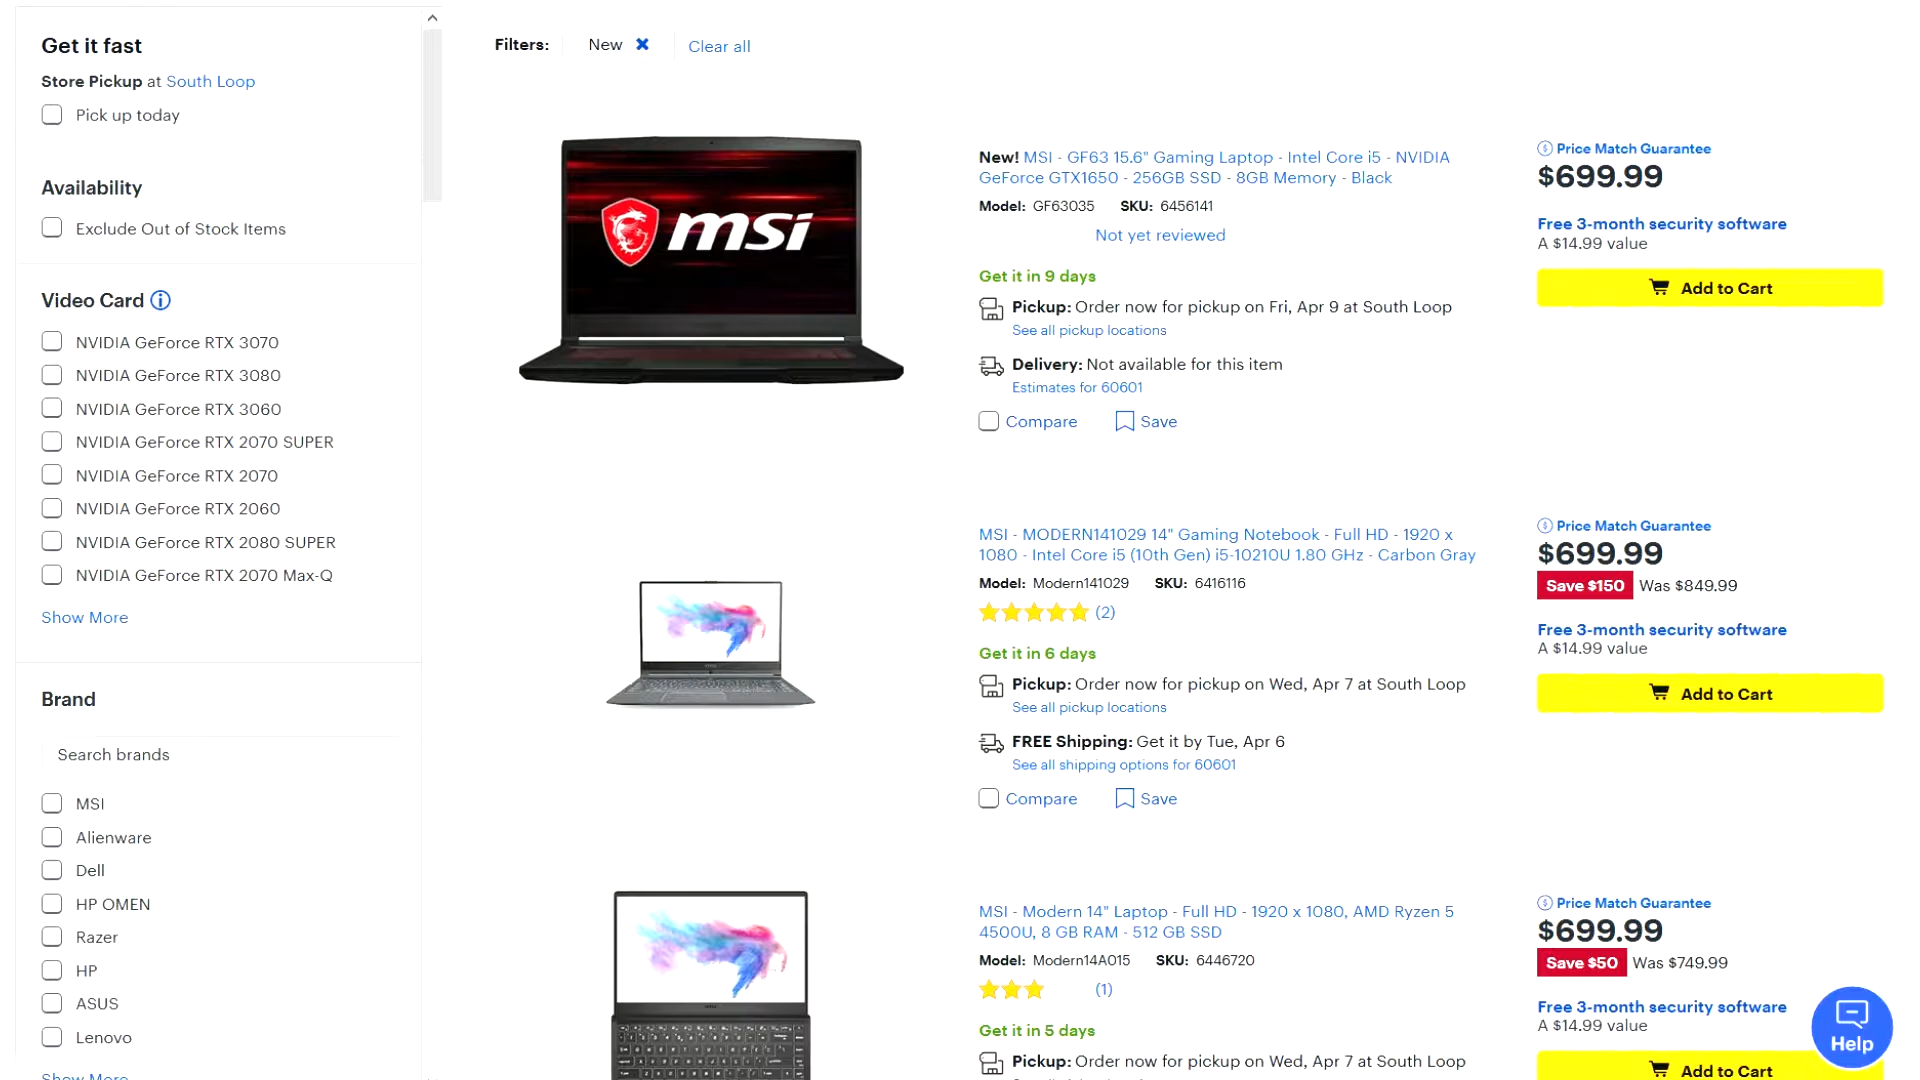 Get it fast
Store Pickup at South Loop
Pick up today
Availability
Exclude Out of Stock Items
Video Card
NVIDIA GeForce RTX 3070
NVIDIA GeForce RTX 3080
NVIDIA GeForce RTX 3060
NVIDIA GeForce RTX 2070 SUPER
NVIDIA GeForce RTX 2070
NVIDIA GeForce RTX 2060
NVIDIA GeForce RTX 2080 SUPER
NVIDIA GeForce RTX 2070 Max-Q
Show More
Brand
Search brands
MSI
Alienware
Dell
HP OMEN
Razer
HP
ASUS
Lenovo
Show More
Filters: New Clear all
msi
New! MSI - GF63 15.6" Gaming Laptop - Intel Core i5 - NVIDIA
GeForce GTX1650 - 256GB SSD - 8GB Memory - Black
Model: GF63035 SKU: 6456141
Not yet reviewed
Get it in 9 days
Pickup: Order now for pickup on Fri, Apr 9 at South Loop
See all pickup locations
Delivery: Not available for this item
Estimates for 60601
Compare Save
Price Match Guarantee
$699.99
Free 3-month security software
A $14.99 value
Add to Cart
MSI - MODERN141029 14" Gaming Notebook - Full HD - 1920 x
1080 - Intel Core i5 (10th Gen) i5-10210U 1.80 GHz - Carbon Gray
Model: Modern141029 SKU: 6416116
(2)
Get it in 6 days
Pickup: Order now for pickup on Wed, Apr 7 at South Loop
See all pickup locations
FREE Shipping: Get it by Tue, Apr 6
See all shipping options for 60601
Compare Save
Price Match Guarantee
$699.99
Save $150 Was $849.99
Free 3-month security software
A $14.99 value
Add to Cart
MSI - Modern 14" Laptop - Full HD - 1920 x 1080, AMD Ryzen 5
4500U, 8 GB RAM - 512 GB SSD
Model: Modern14A015 SKU: 6446720
(1)
Get it in 5 days
Pickup: Order now for pickup on Wed, Apr 7 at South Loop
Price Match Guarantee
$699.99
Save $50 Was $749.99
Free 3-month security software
A $14.99 value
Add to Cart
Help